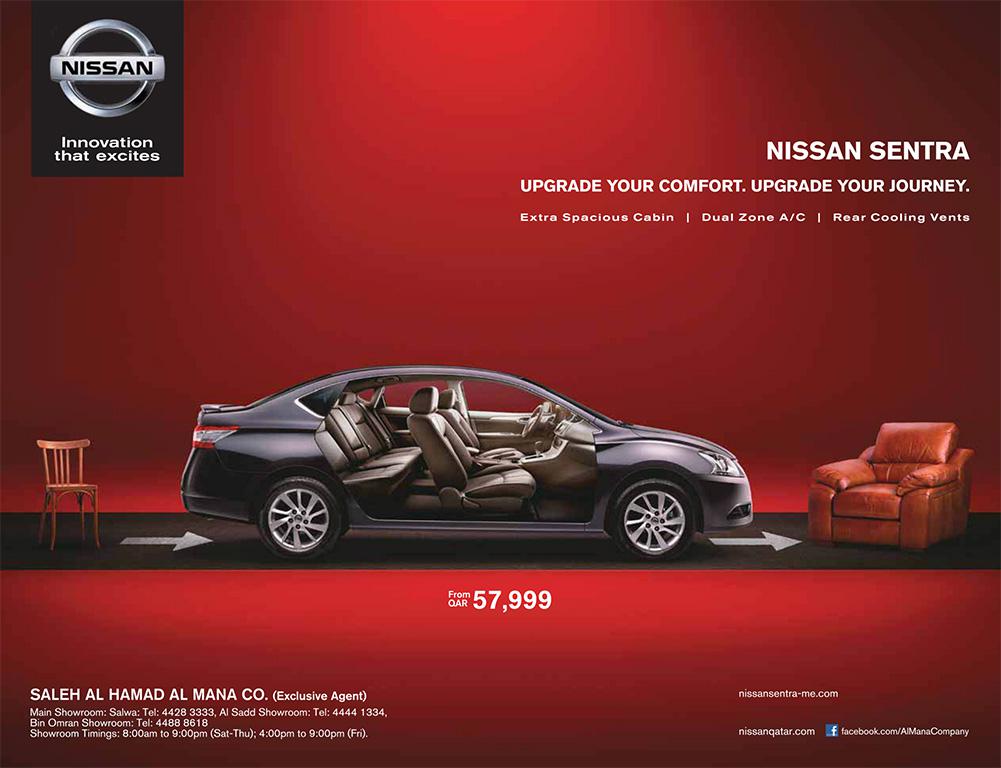 NISSAN
Innovation
that excites
NISSAN SENTRA
UPGRADE YOUR COMFORT. UPGRADE YOUR JOURNEY.
Extra Spacious Cabin | Dual Zone A/C | Rear Cooling Vents
From QAR 57,999
SALEH AL HAMAD AL MANA CO. (Exclusive Agent)
Main Showroom: Salwa: Tel: 4428 3333, Al Sadd Showroom: Tel: 4444 1334,
Bin Omran Showroom: Tel: 4488 8618
Showroom Timings: 8:00am to 9:00pm (Sat-Thu); 4:00pm to 9:00pm (Fri).
nissansentra-me.com
nissanqatar.com f facebook.com/AlManaCompany